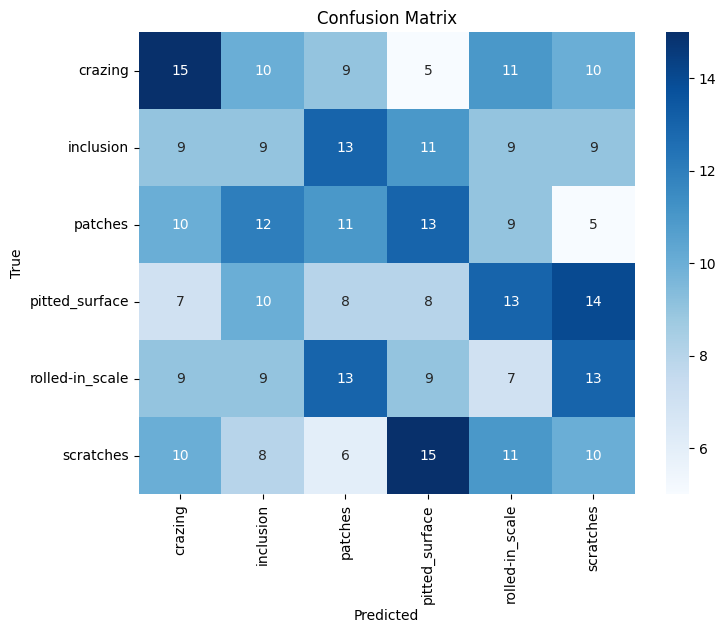 Confusion Matrix
crazing 15 10 9 5 11 10
inclusion 9 9 13 11 9 9
patches 10 12 11 13 9 5
pitted_surface 7 10 8 8 13 14
rolled-in_scale 9 9 13 9 7 13
scratches 10 8 6 15 11 10
True
crazing inclusion patches pitted_surface rolled-in_scale scratches
Predicted
14
12
10
8
6